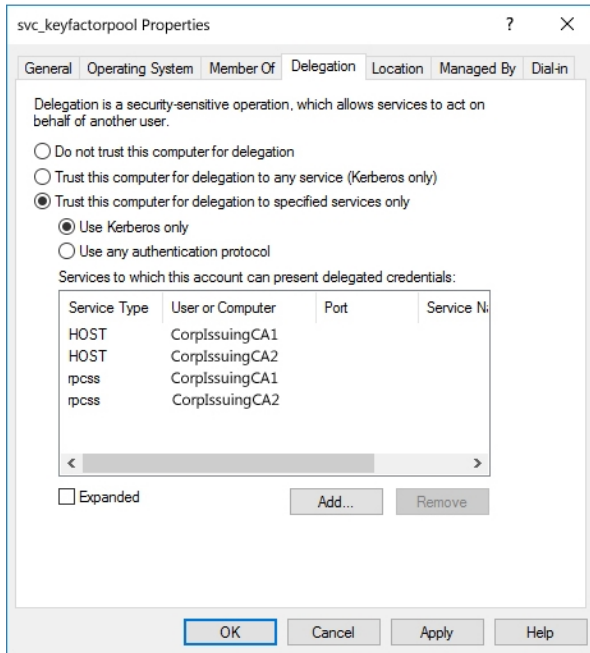 svc_keyfactorpool Properties ? ×
General Operating System Member Of Delegation Location Managed By Dial-in
Delegation is a security-sensitive operation, which allows services to act on
behalf of another user.
Do not trust this computer for delegation
Trust this computer for delegation to any service (Kerberos only)
Trust this computer for delegation to specified services only
Use Kerberos only
Use any authentication protocol
Services to which this account can present delegated credentials:
Service Type User or Computer Port Service Na
HOST CorpIssuingCA1
HOST CorpIssuingCA2
rpcss CorpIssuingCA1
rpcss CorpIssuingCA2
Expanded Add... Remove
OK Cancel Apply Help